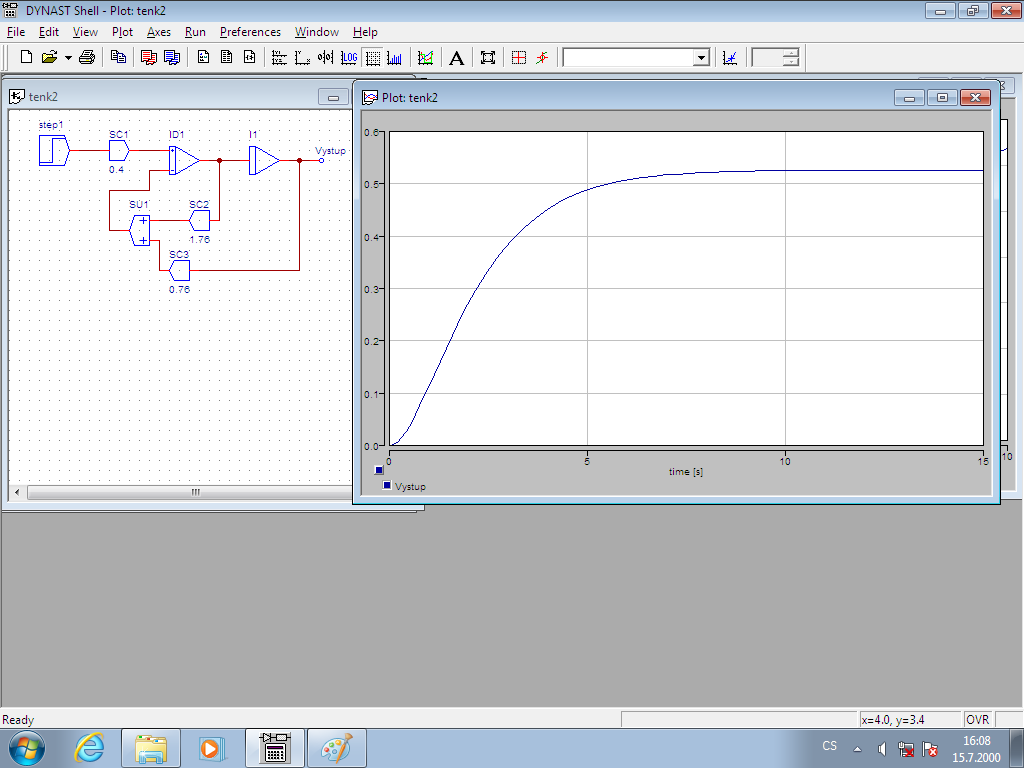 DYNAST Shell - Plot: tenk2
File Edit View Plot Axes Run Preferences Window Help
LOG A
tenk2
step1
SC1
0.4
ID1
I1
Vystup
SU1
SC2
1.76
SC3
0.76
Plot: tenk2
0.6
0.5
0.4
0.3
0.2
0.1
0.0
0 5 10 15
time [s]
Vystup
10
Ready
x=4.0, y=3.4 OVR
CS
16:08
15.7.2000